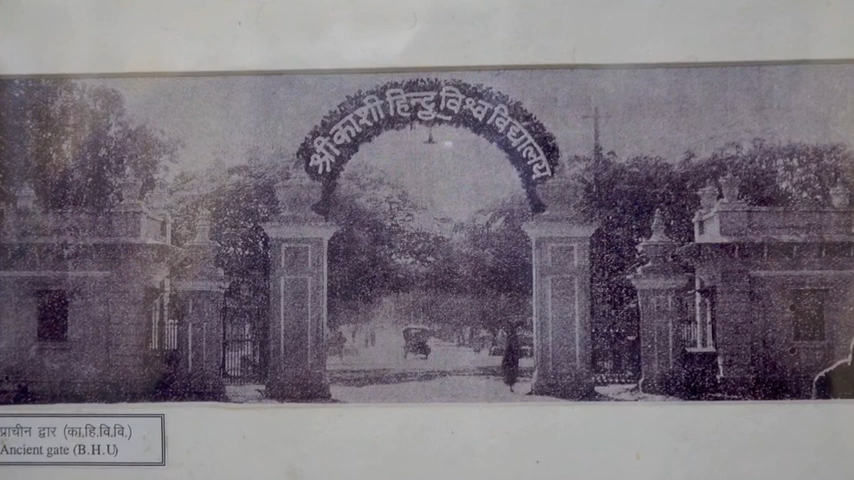 श्री काशी हिन्दू विश्वविद्यालय
प्राचीन द्वार (का.हि.वि.वि.)
Ancient gate (B.H.U)